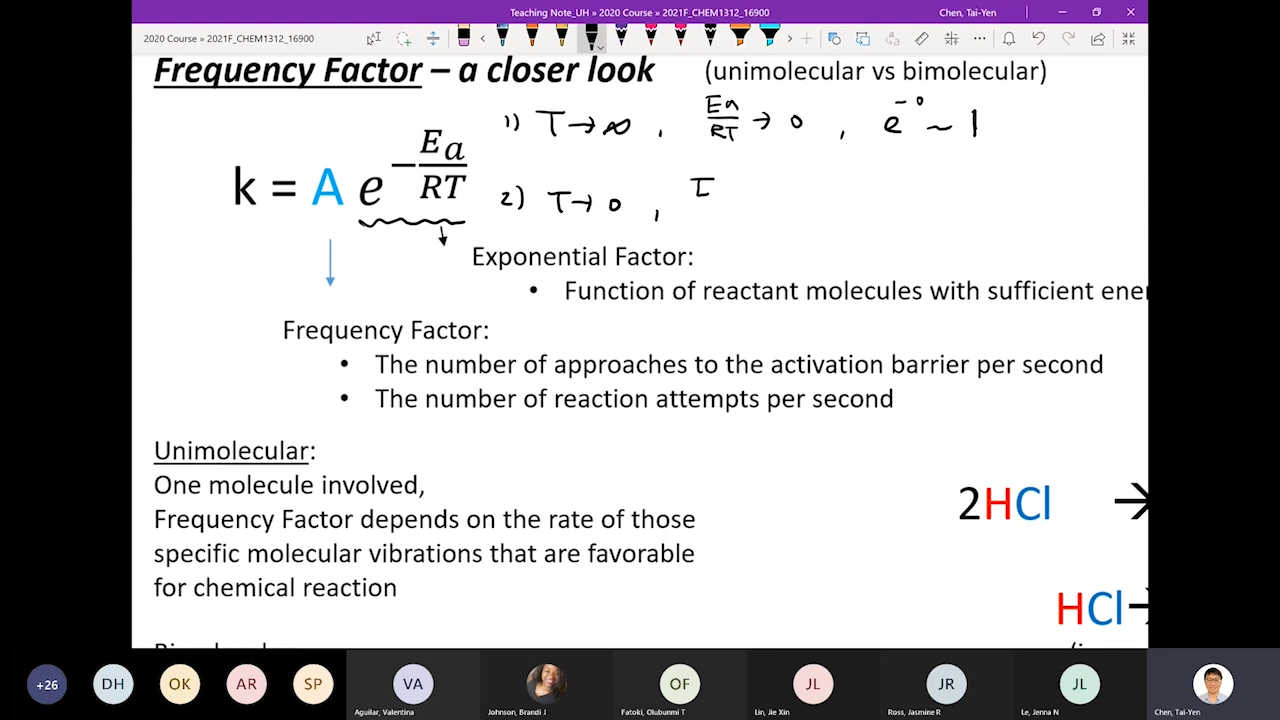 Teaching Note_UH » 2020 Course » 2021F_CHEM1312_16900
Chen, Tai-Yen
2020 Course » 2021F_CHEM1312_16900
Frequency Factor – a closer look (unimolecular vs bimolecular)
1) T → ∞ , Ea/RT → 0 , e^-0 ~ 1
k = A e^-Ea/RT
2) T → 0 ,
Exponential Factor:
• Function of reactant molecules with sufficient ener
Frequency Factor:
• The number of approaches to the activation barrier per second
• The number of reaction attempts per second
Unimolecular:
One molecule involved,
Frequency Factor depends on the rate of those
specific molecular vibrations that are favorable
for chemical reaction
2HCl →
HCl →
+26 DH OK AR SP VA OF JL JR JL
Aguilar, Valentina Johnson, Brandi J Fatoki, Olubunmi T Lin, Jie Xin Ross, Jasmine R Le, Jenna N Chen, Tai-Yen